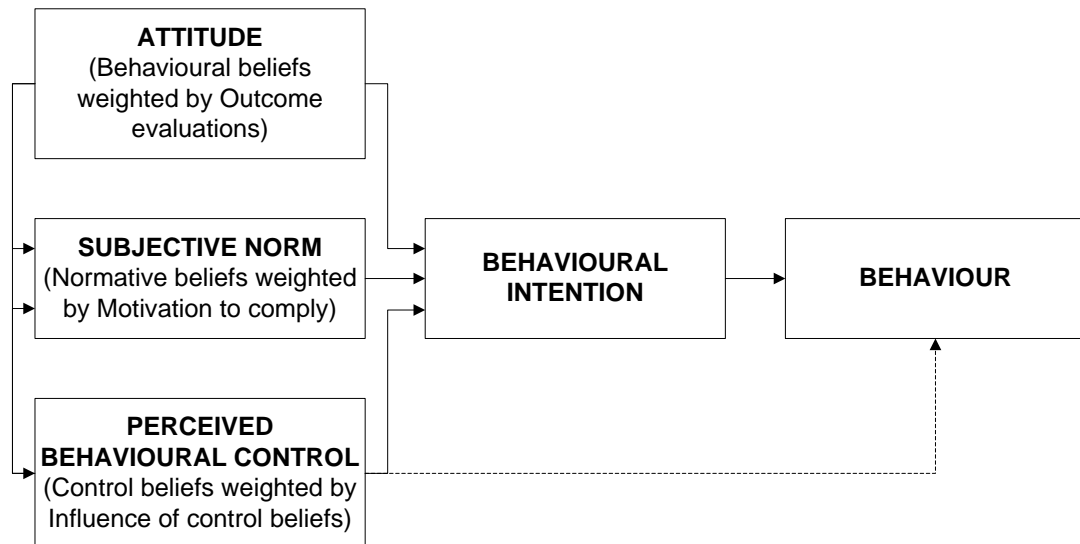 ATTITUDE
(Behavioural beliefs
weighted by Outcome
evaluations)
SUBJECTIVE NORM
(Normative beliefs weighted
by Motivation to comply)
PERCEIVED
BEHAVIOURAL CONTROL
(Control beliefs weighted by
Influence of control beliefs)
BEHAVIOURAL
INTENTION
BEHAVIOUR